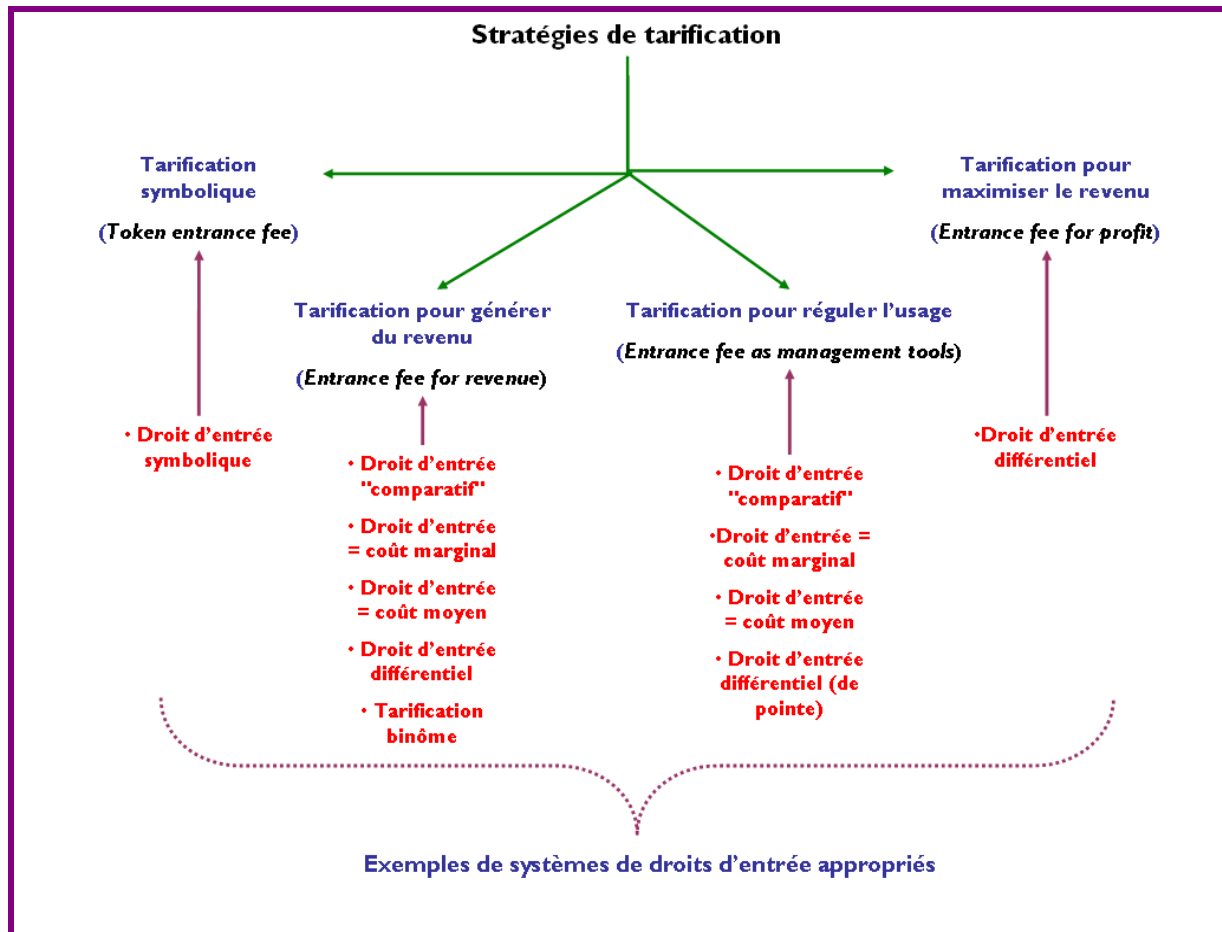 Stratégies de tarification
Tarification
symbolique
(Token entrance fee)
Tarification pour
maximiser le revenu
(Entrance fee for profit)
Tarification pour générer
du revenu
(Entrance fee for revenue)
Tarification pour réguler l’usage
(Entrance fee as management tools)
• Droit d’entrée
symbolique
• Droit d’entrée
"comparatif"
• Droit d’entrée
= coût marginal
• Droit d’entrée
= coût moyen
• Droit d’entrée
différentiel
• Tarification
binôme
• Droit d’entrée
"comparatif"
•Droit d’entrée =
coût marginal
• Droit d’entrée
= coût moyen
• Droit d’entrée
différentiel (de
pointe)
•Droit d’entrée
différentiel
Exemples de systèmes de droits d’entrée appropriés